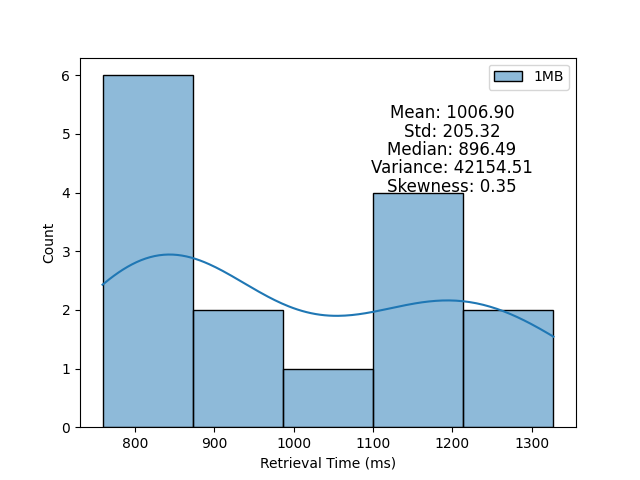 1MB
Mean: 1006.90
Std: 205.32
Median: 896.49
Variance: 42154.51
Skewness: 0.35
6
5
4
3
2
1
0
Count
800 900 1000 1100 1200 1300
Retrieval Time (ms)